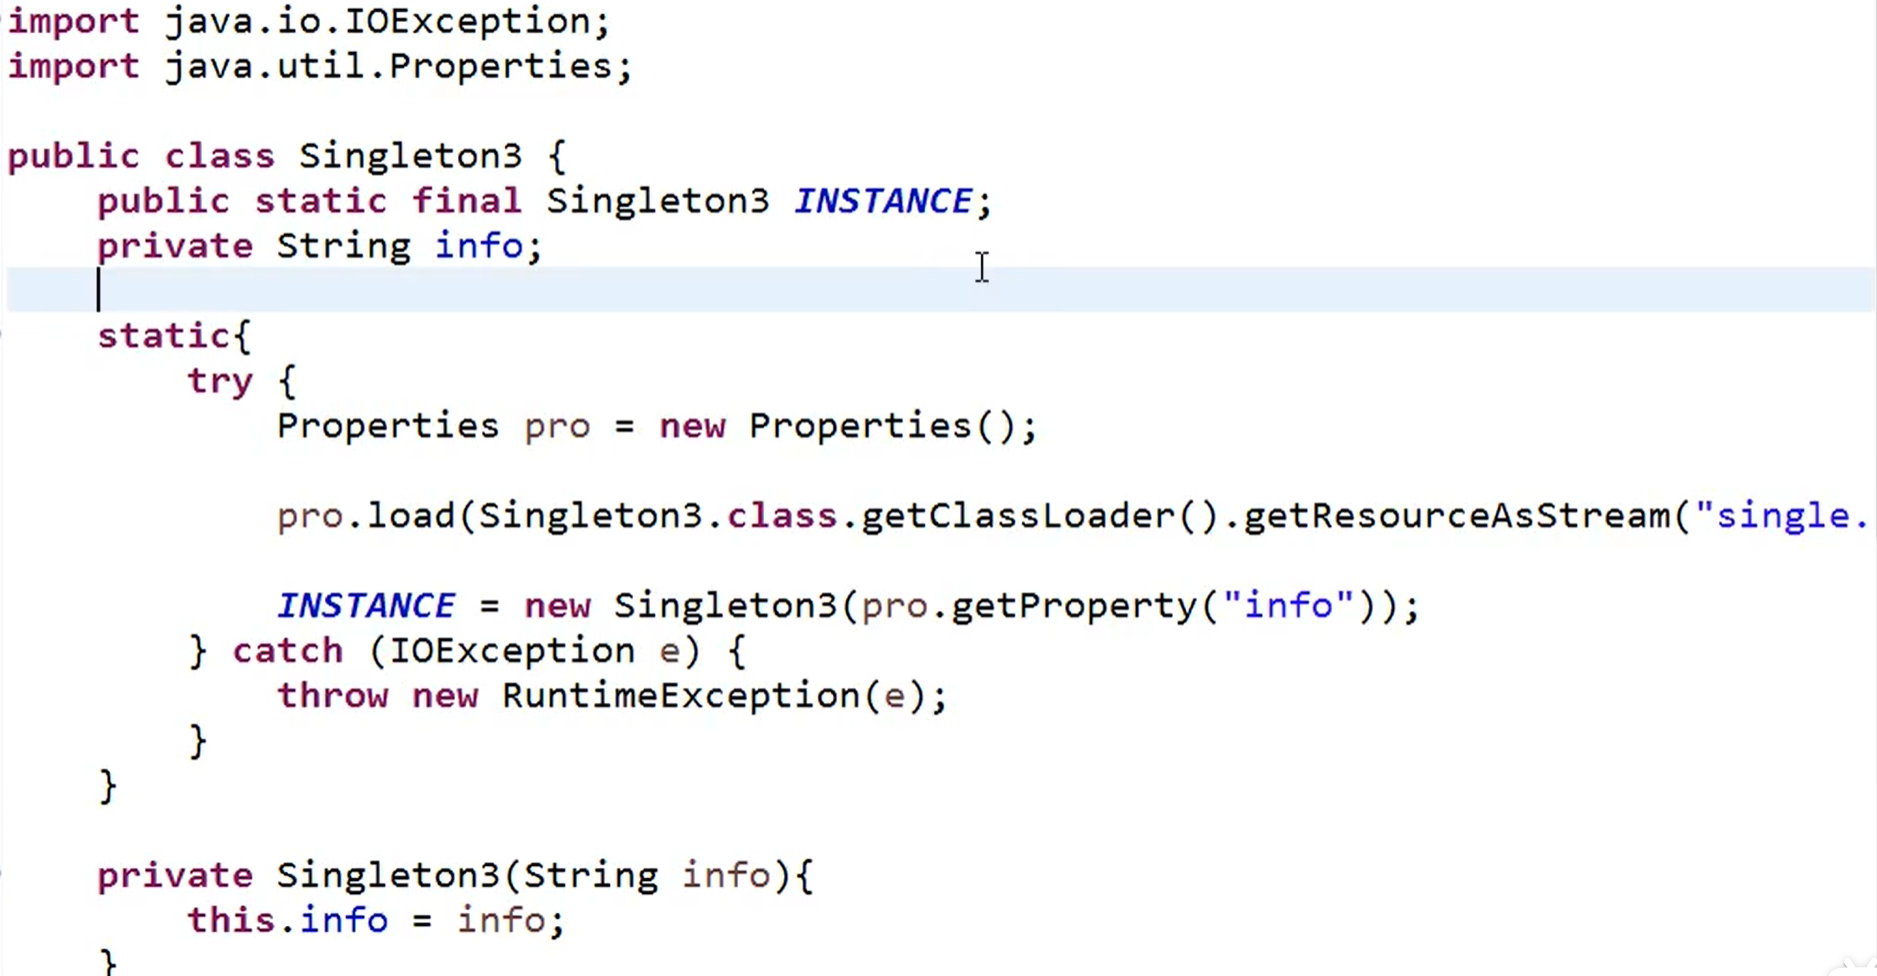 import java.io.IOException;
import java.util.Properties;
public class Singleton3 {
public static final Singleton3 INSTANCE;
private String info;
static{
try {
Properties pro = new Properties();
pro.load(Singleton3.class.getClassLoader().getResourceAsStream("single.
INSTANCE = new Singleton3(pro.getProperty("info"));
} catch (IOException e) {
throw new RuntimeException(e);
}
}
private Singleton3(String info){
this.info = info;
}